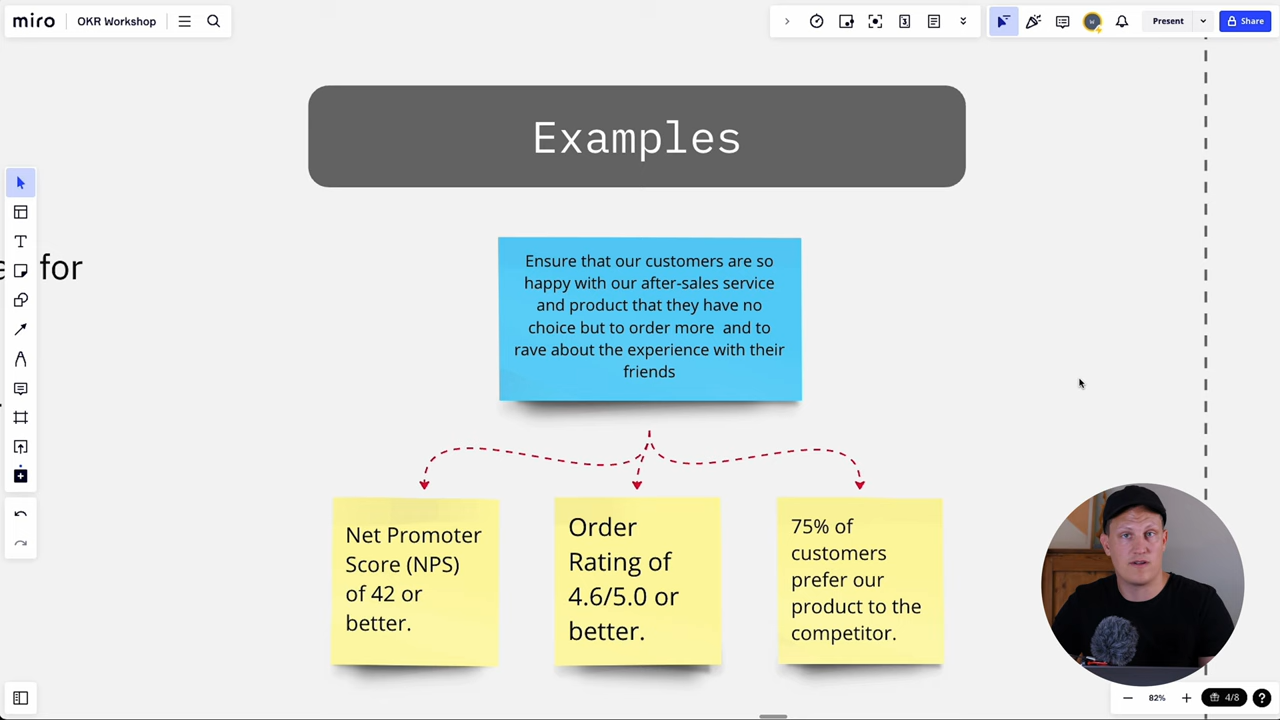 miro
OKR Workshop
3
Present
Share
Examples
for
Ensure that our customers are so
happy with our after-sales service
and product that they have no
choice but to order more and to
rave about the experience with their
friends
Net Promoter
Score (NPS)
of 42 or
better.
Order
Rating of
4.6/5.0 or
better.
75% of
customers
prefer our
product to the
competitor.
82%
4/8
?